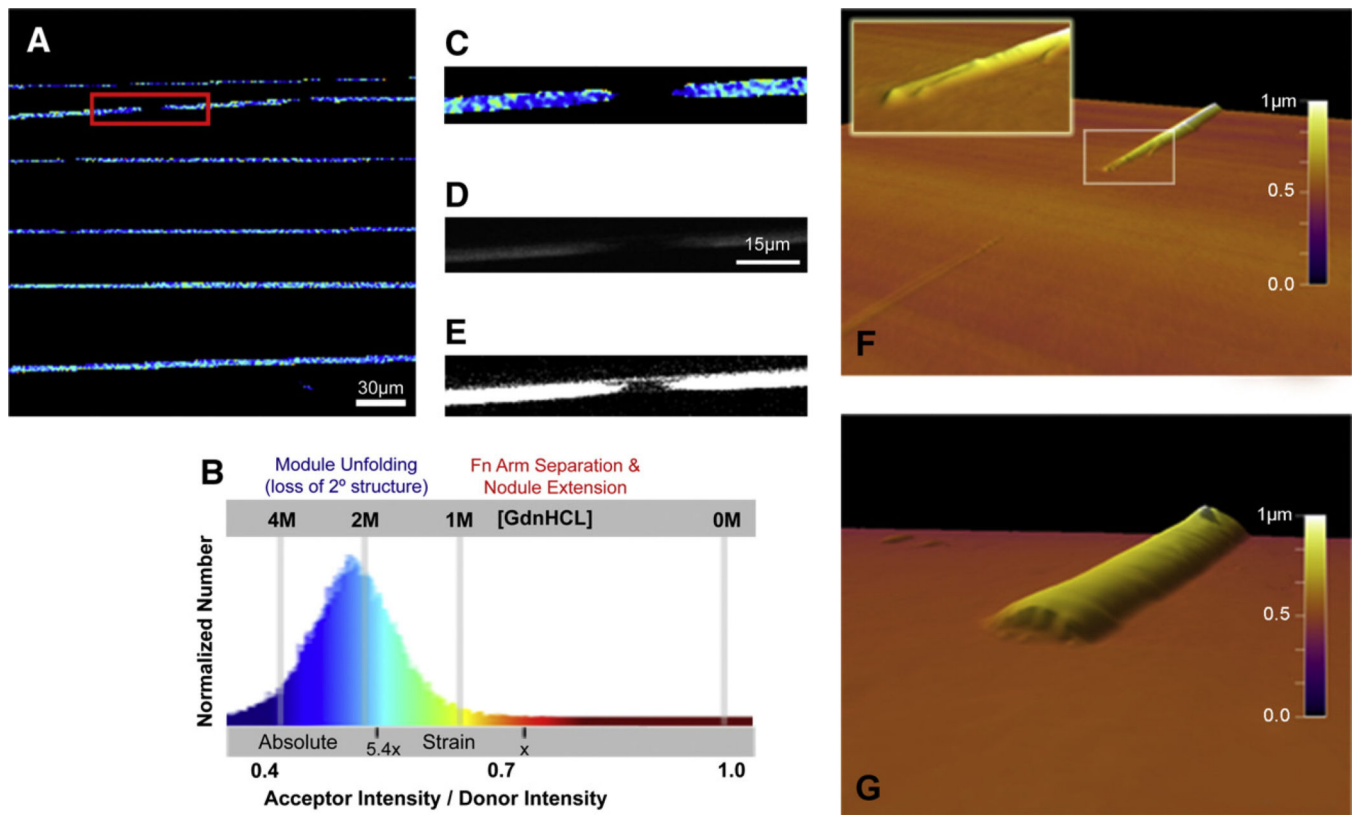 A
30µm
B
Module Unfolding
(loss of 2º structure)
Fn Arm Separation &
Nodule Extension
4M 2M 1M [GdnHCL] 0M
Normalized Number
Absolute 5.4x Strain x
0.4 0.7 1.0
Acceptor Intensity / Donor Intensity
C
D
15µm
E
1µm
0.5
0.0
F
1µm
0.5
0.0
G